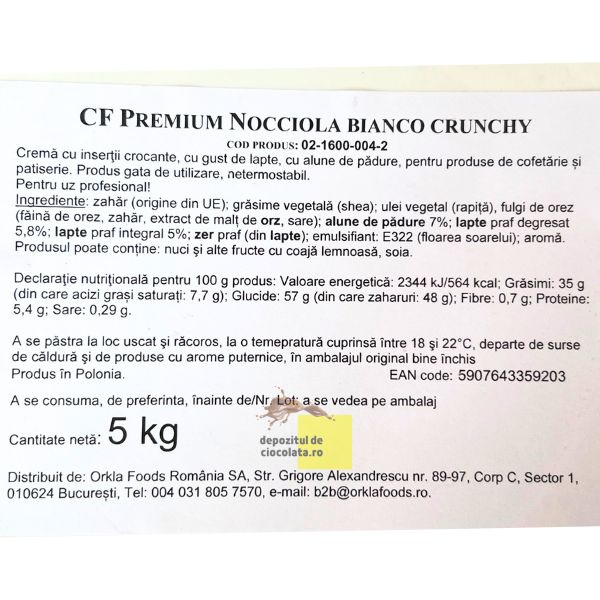 CF PREMIUM NOCCIOLA BIANCO CRUNCHY
COD PRODUS: 02-1600-004-2
Cremă cu inserții crocante, cu gust de lapte, cu alune de pădure, pentru produse de cofetărie și
patiserie. Produs gata de utilizare, netermostabil.
Pentru uz profesional!
Ingrediente: zahăr (origine din UE); grăsime vegetală (shea); ulei vegetal (rapiță), fulgi de orez
(făină de orez, zahăr, extract de malț de orz, sare); alune de pădure 7%; lapte praf degresat
5,8%; lapte praf integral 5%; zer praf (din lapte); emulsifiant: E322 (floarea soarelui); aromă.
Produsul poate conține: nuci și alte fructe cu coajă lemnoasă, soia.
Declarație nutrițională pentru 100 g produs: Valoare energetică: 2344 kJ/564 kcal; Grăsimi: 35 g
(din care acizi grași saturați: 7,7 g); Glucide: 57 g (din care zaharuri: 48 g); Fibre: 0,7 g; Proteine:
5,4 g; Sare: 0,29 g.
A se păstra la loc uscat și răcoros, la o temepratură cuprinsă între 18 și 22°C, departe de surse
de căldură și de produse cu arome puternice, în ambalajul original bine închis
Produs în Polonia. EAN code: 5907643359203
A se consuma, de preferinta, înainte de/Nr. Lot: a se vedea pe ambalaj
Cantitate netă: 5 kg
depozitul de
ciocolata.ro
Distribuit de: Orkla Foods România SA, Str. Grigore Alexandrescu nr. 89-97, Corp C, Sector 1,
010624 București, Tel: 004 031 805 7570, e-mail: b2b@orklafoods.ro.